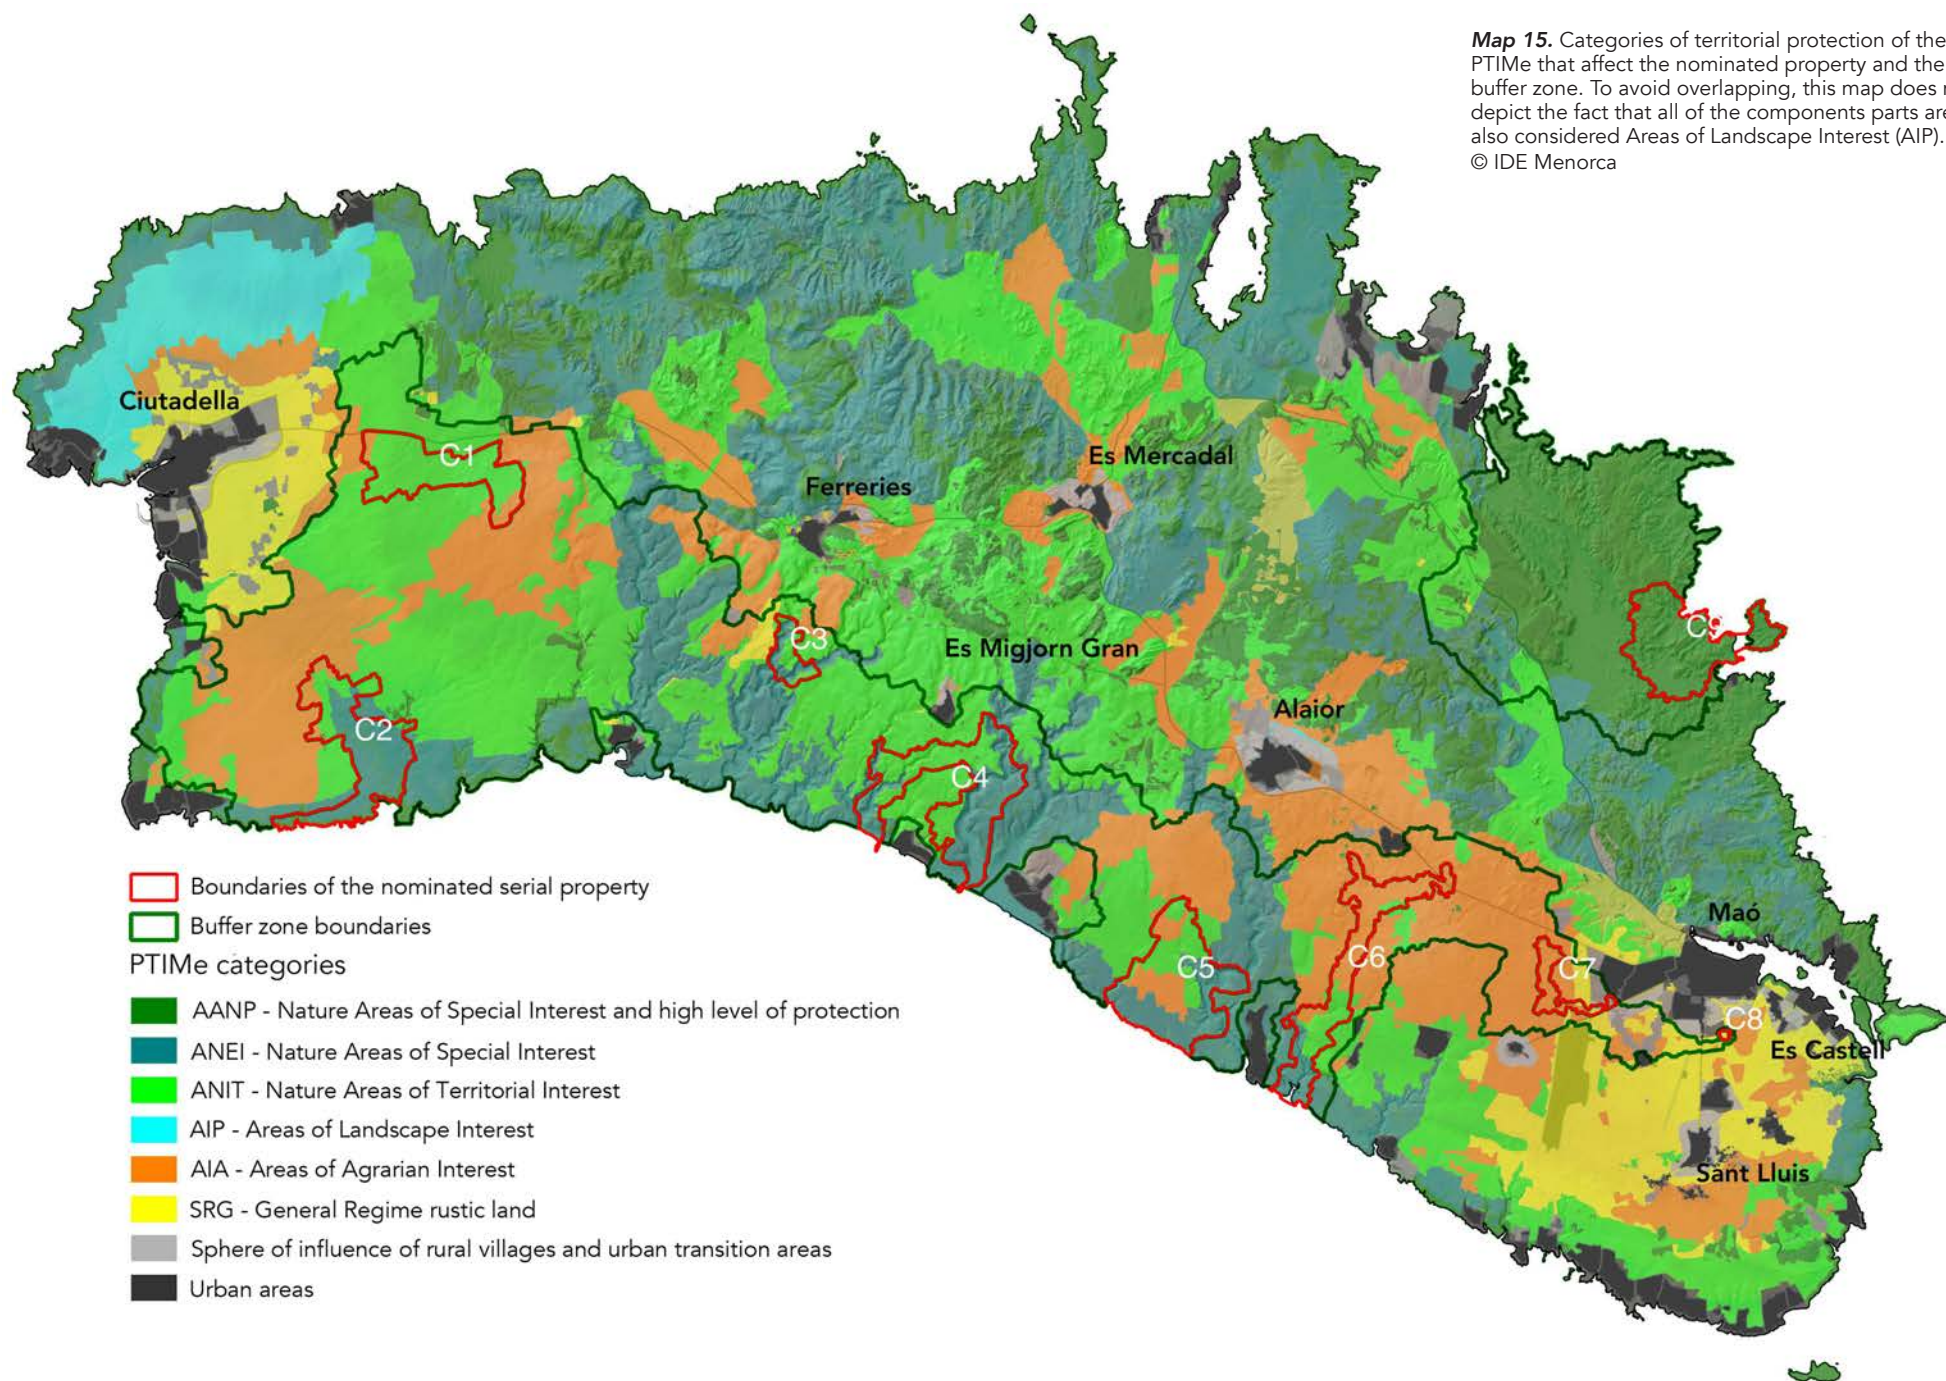 Map 15. Categories of territorial protection of the
PTIMe that affect the nominated property and the
buffer zone. To avoid overlapping, this map does
depict the fact that all of the components parts are
also considered Areas of Landscape Interest (AIP).
© IDE Menorca
Ciutadella
C1
Es Mercadal
Ferreries
C9
C3
Es Migjorn Gran
Alaiór
C2
C4
Boundaries of the nominated serial property
Buffer zone boundaries
Maó
PTIMe categories
C5
C6
C7
AANP - Nature Areas of Special Interest and high level of protection
C8
ANEI - Nature Areas of Special Interest
Es Castell
ANIT - Nature Areas of Territorial Interest
AIP - Areas of Landscape Interest
AIA - Areas of Agrarian Interest
Sant Lluis
SRG - General Regime rustic land
Sphere of influence of rural villages and urban transition areas
Urban areas